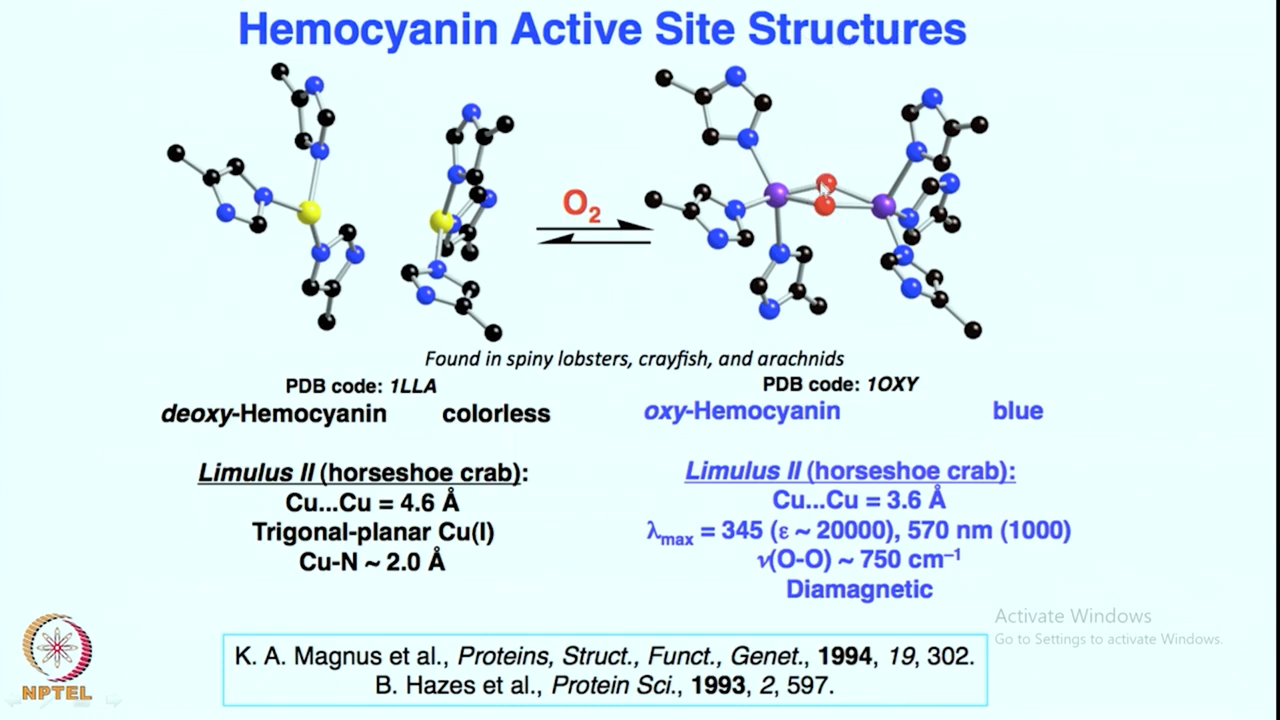 Hemocyanin Active Site Structures
O2
Found in spiny lobsters, crayfish, and arachnids
PDB code: 1LLA
deoxy-Hemocyanin colorless
Limulus II (horseshoe crab):
Cu...Cu = 4.6 Å
Trigonal-planar Cu(I)
Cu-N ~ 2.0 Å
PDB code: 1OXY
oxy-Hemocyanin blue
Limulus II (horseshoe crab):
Cu...Cu = 3.6 Å
λmax = 345 (ε ~ 20000), 570 nm (1000)
ν(O-O) ~ 750 cm–1
Diamagnetic
Activate Windows
Go to Settings to activate Windows.
K. A. Magnus et al., Proteins, Struct., Funct., Genet., 1994, 19, 302.
B. Hazes et al., Protein Sci., 1993, 2, 597.
NPTEL